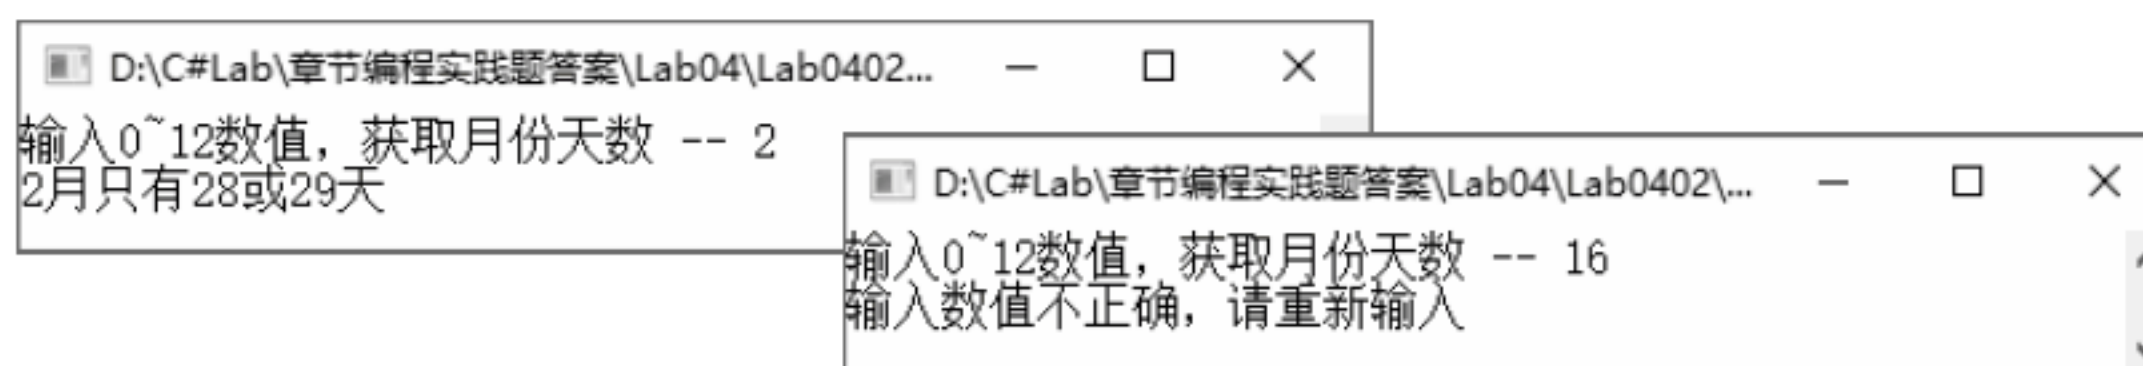 D:\C#Lab\章节编程实践题答案\Lab04\Lab0402...
输入0~12数值，获取月份天数 -- 2
2月只有28或29天
D:\C#Lab\章节编程实践题答案\Lab04\Lab0402\...
输入0~12数值，获取月份天数 -- 16
输入数值不正确，请重新输入